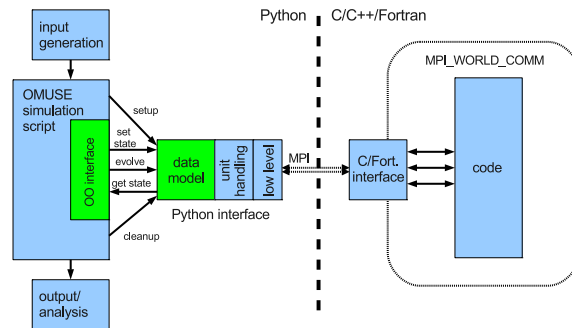 input
generation
Python
C/C++/Fortran
OMUSE
simulation
script
OO interface
setup
set
state
evolve
get state
cleanup
data
model
unit
handling
low level
Python interface
MPI
MPI_WORLD_COMM
C/Fort.
interface
code
output/
analysis